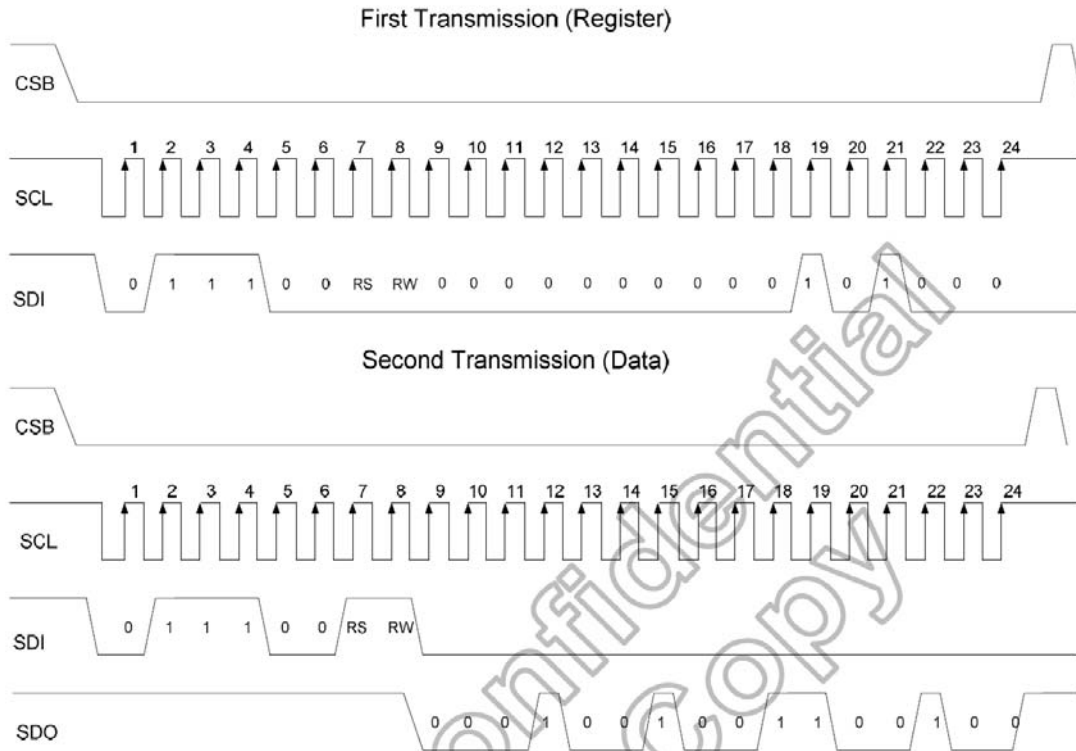 First Transmission (Register)
CSB
1 2 3 4 5 6 7 8 9 10 11 12 13 14 15 16 17 18 19 20 21 22 23 24
SCL
0 1 1 1 0 0 RS RW 0 0 0 0 0 0 0 0 0 0 1 0 1 0 0 0
SDI
Second Transmission (Data)
CSB
1 2 3 4 5 6 7 8 9 10 11 12 13 14 15 16 17 18 19 20 21 22 23 24
SCL
0 1 1 1 0 0 RS RW
SDI
0 0 0 1 0 0 1 0 0 1 1 0 0 1 0 0
SDO
onfidential
Copy